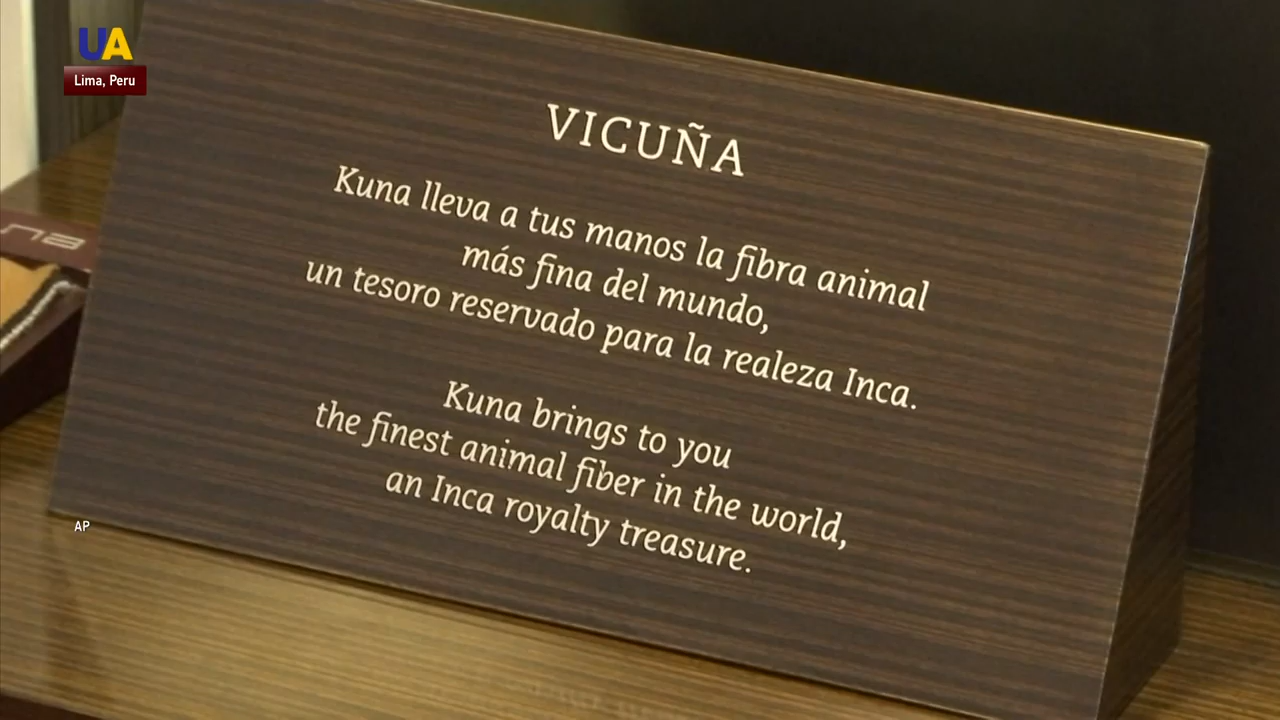 UA
Lima, Peru
VICUÑA
Kuna lleva a tus manos la fibra animal
más fina del mundo,
un tesoro reservado para la realeza Inca.
Kuna brings to you
the finest animal fiber in the world,
an Inca royalty treasure.
AP